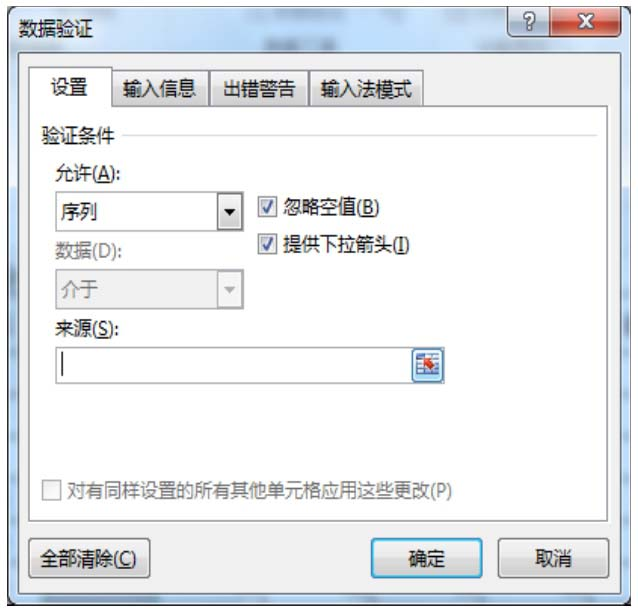 数据验证
设置 输入信息 出错警告 输入法模式
验证条件
允许(A):
序列 忽略空值(B)
数据(D): 提供下拉箭头(I)
介于
来源(S):
对有同样设置的所有其他单元格应用这些更改(P)
全部清除(C) 确定 取消